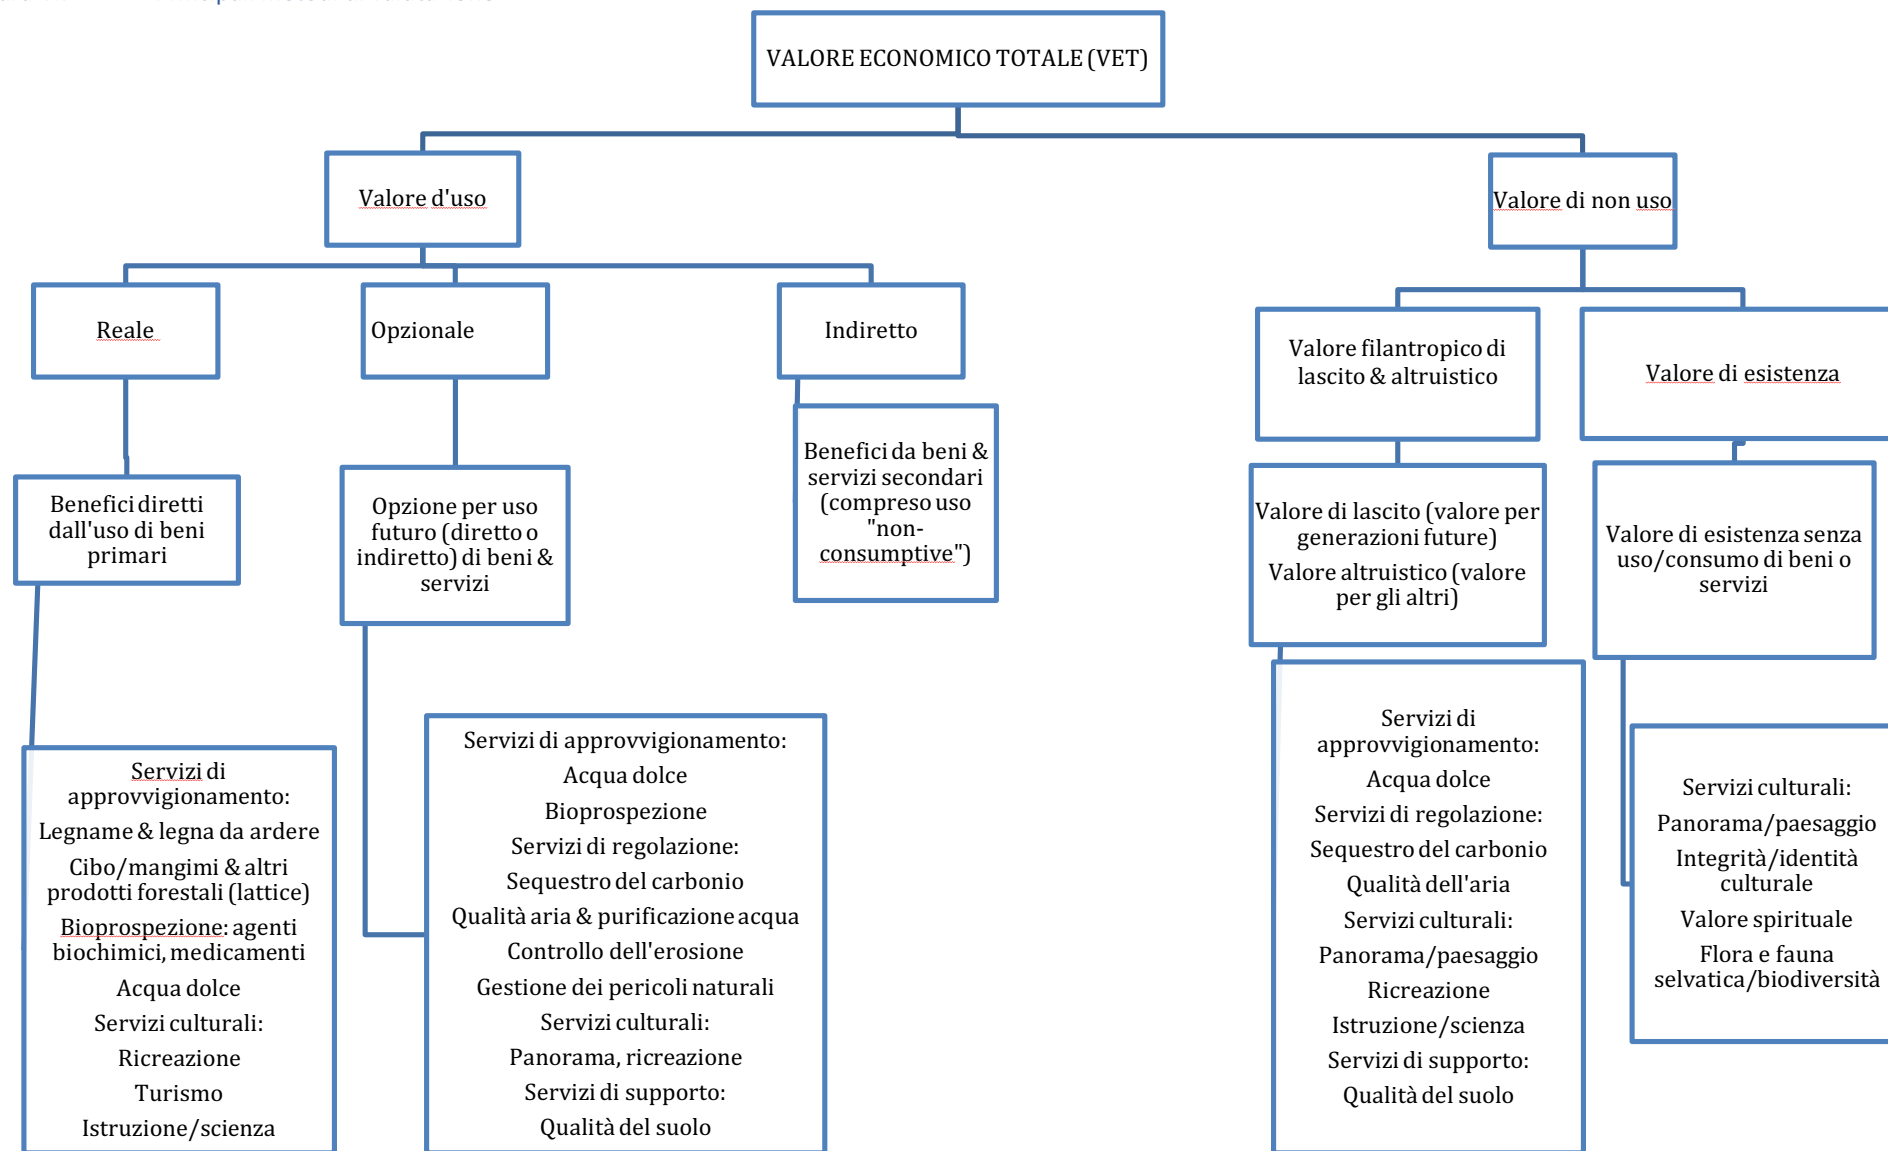 VALORE ECONOMICO TOTALE (VET)
Valore d'uso
Valore di non uso
Reale
Opzionale
Indiretto
Valore filantropico di
lascito & altruistico
Valore di esistenza
Benefici diretti
dall'uso di beni
primari
Opzione per uso
futuro (diretto o
indiretto) di beni &
servizi
Benefici da beni &
servizi secondari
(compreso uso
"non-
consumptive")
Valore di lascito (valore per
generazioni future)
Valore altruistico (valore
per gli altri)
Valore di esistenza senza
uso/consumo di beni o
servizi
Servizi di
approvvigionamento:
Legname & legna da ardere
Cibo/mangimi & altri
prodotti forestali (lattice)
Bioprospezione: agenti
biochimici, medicamenti
Acqua dolce
Servizi culturali:
Ricreazione
Turismo
Istruzione/scienza
Servizi di approvvigionamento:
Acqua dolce
Bioprospezione
Servizi di regolazione:
Sequestro del carbonio
Qualità aria & purificazione acqua
Controllo dell'erosione
Gestione dei pericoli naturali
Servizi culturali:
Panorama, ricreazione
Servizi di supporto:
Qualità del suolo
Servizi di
approvvigionamento:
Acqua dolce
Servizi di regolazione:
Sequestro del carbonio
Qualità dell'aria
Servizi culturali:
Panorama/paesaggio
Ricreazione
Istruzione/scienza
Servizi di supporto:
Qualità del suolo
Servizi culturali:
Panorama/paesaggio
Integrità/identità
culturale
Valore spirituale
Flora e fauna
selvatica/biodiversità